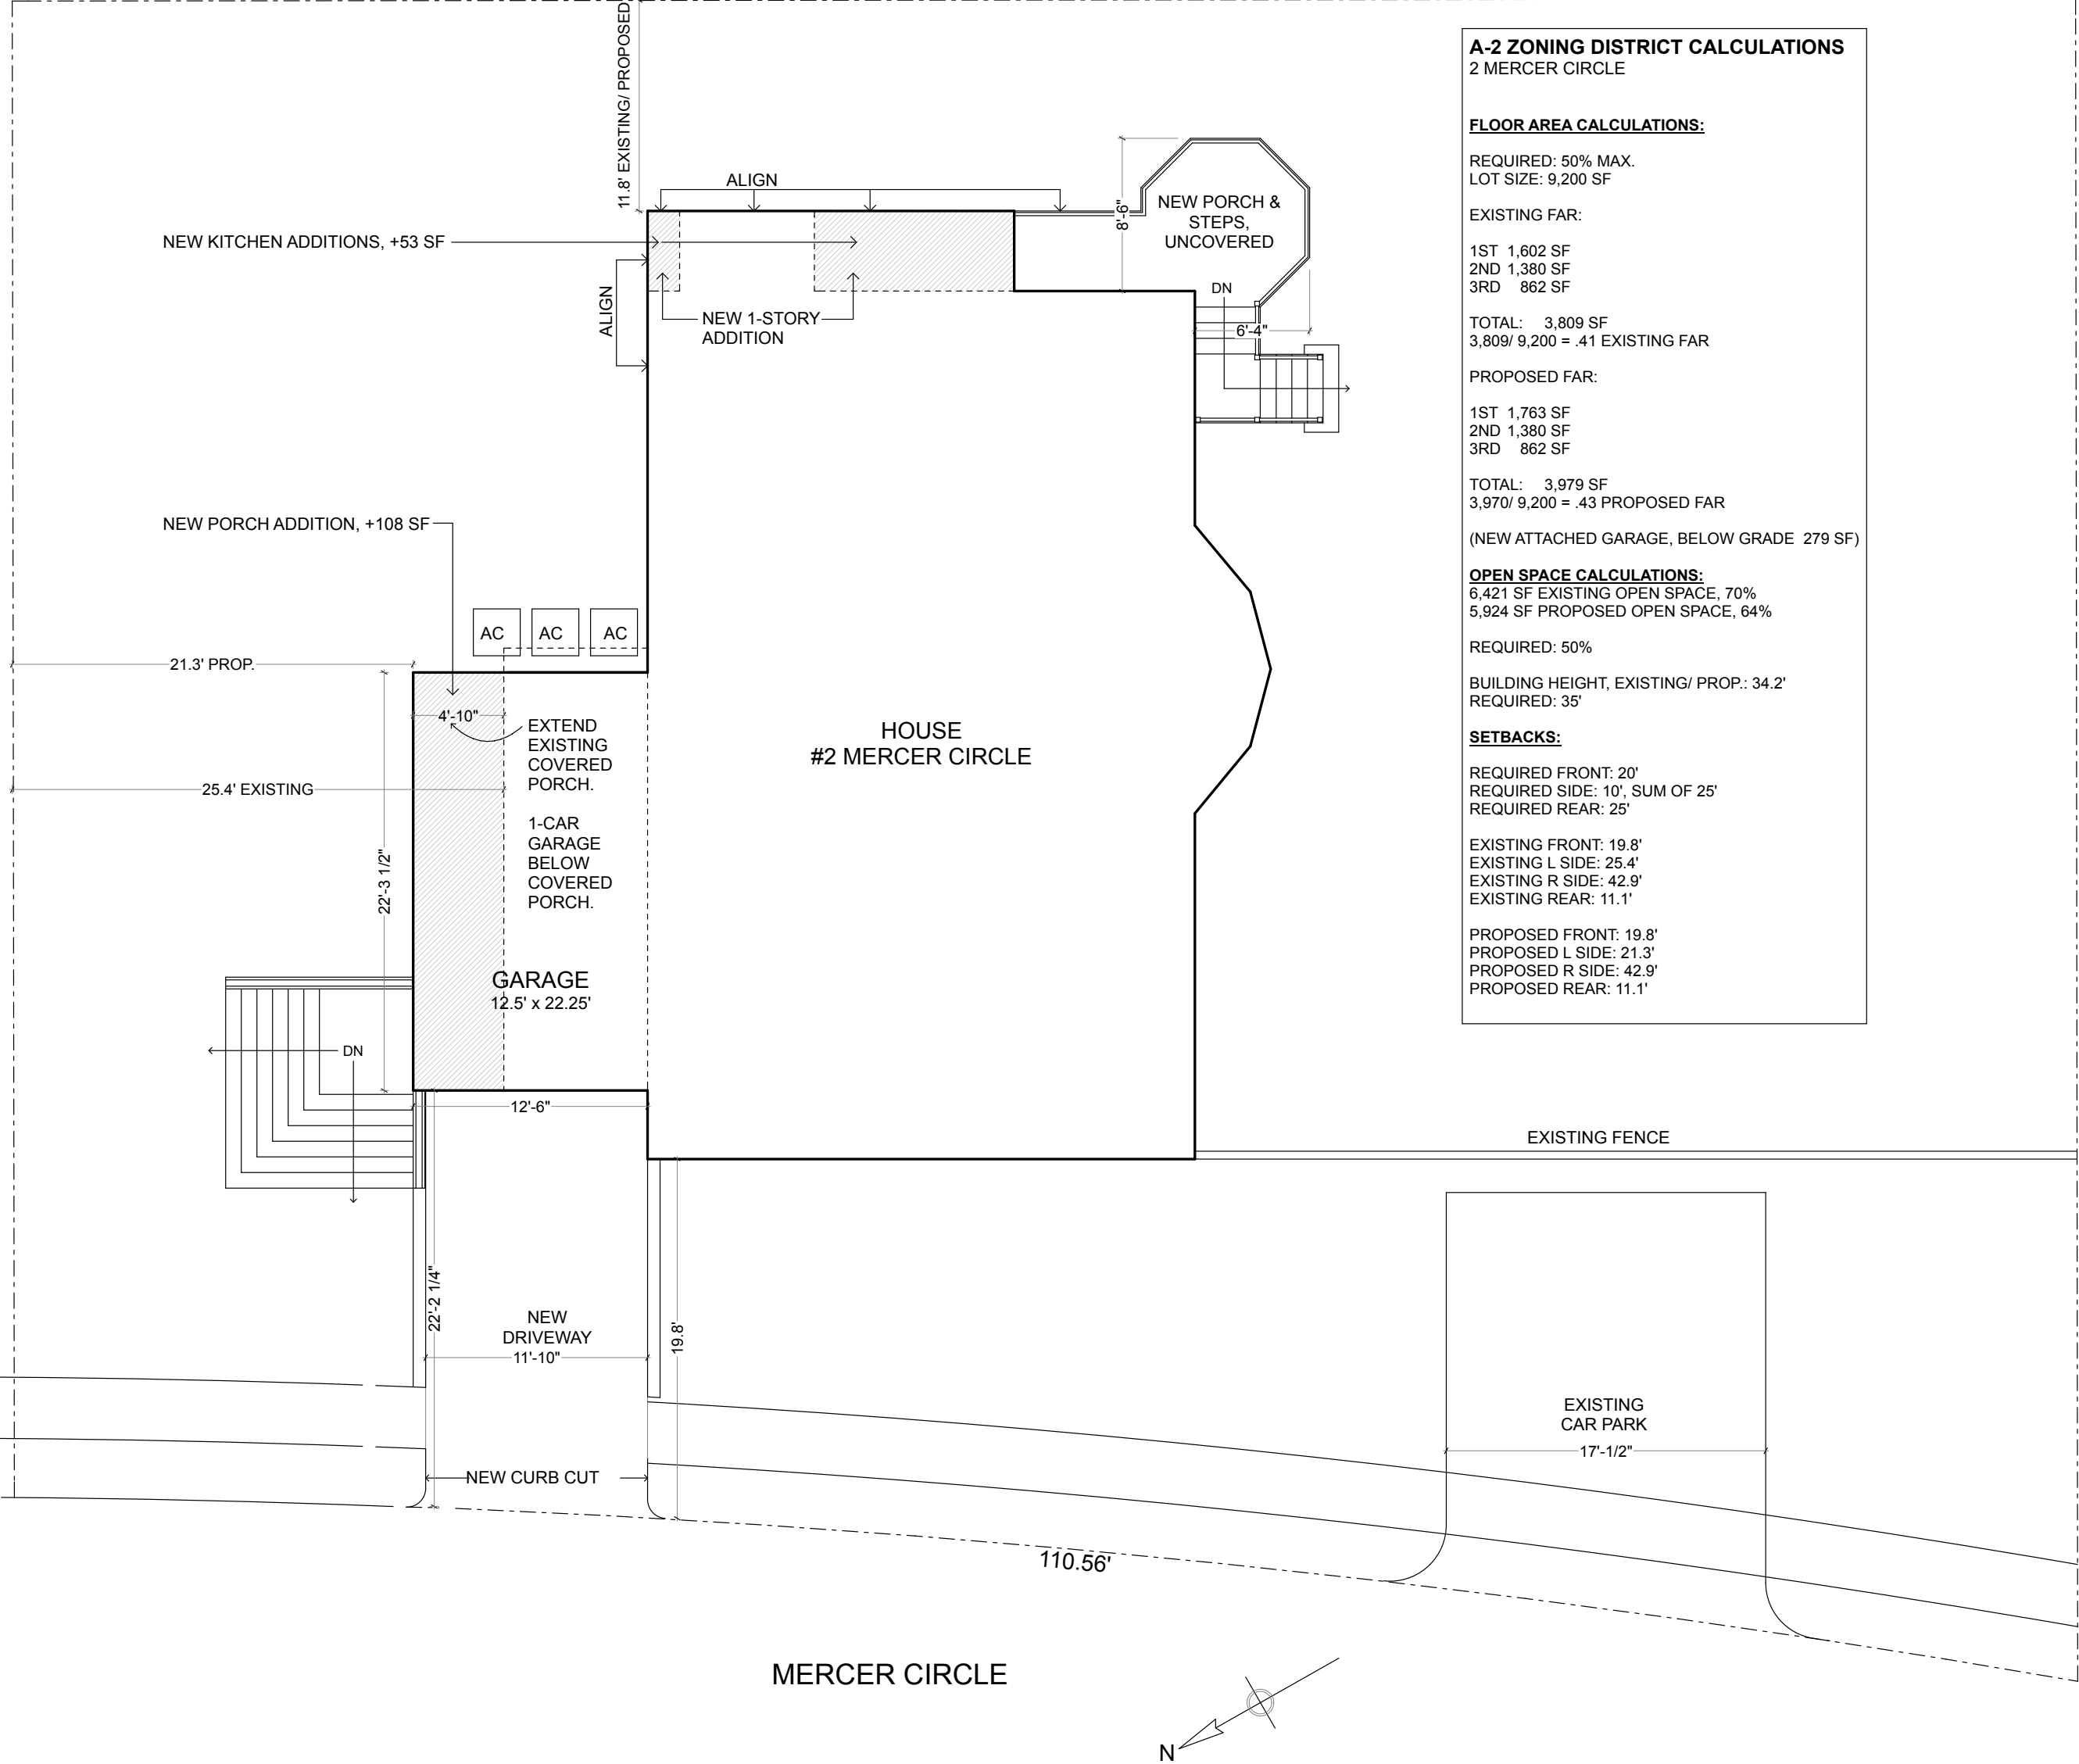 11.8' EXISTING/ PROPOSED
ALIGN
NEW KITCHEN ADDITIONS, +53 SF
ALIGN
NEW 1-STORY
ADDITION
8'-6"
NEW PORCH &
STEPS,
UNCOVERED
DN
6'-4"
NEW PORCH ADDITION, +108 SF
AC
AC
AC
21.3' PROP.
4'-10"
25.4' EXISTING
EXTEND
EXISTING
COVERED
PORCH.
1-CAR
GARAGE
BELOW
COVERED
PORCH.
22'-3 1/2"
GARAGE
12.5' x 22.25'
HOUSE
#2 MERCER CIRCLE
DN
12'-6"
EXISTING FENCE
22'-2 1/4"
NEW
DRIVEWAY
11'-10"
19.8'
NEW CURB CUT
EXISTING
CAR PARK
17'-1/2"
110.56'
MERCER CIRCLE
N
A-2 ZONING DISTRICT CALCULATIONS
2 MERCER CIRCLE
FLOOR AREA CALCULATIONS:
REQUIRED: 50% MAX.
LOT SIZE: 9,200 SF
EXISTING FAR:
1ST 1,602 SF
2ND 1,380 SF
3RD 862 SF
TOTAL: 3,809 SF
3,809/ 9,200 = .41 EXISTING FAR
PROPOSED FAR:
1ST 1,763 SF
2ND 1,380 SF
3RD 862 SF
TOTAL: 3,979 SF
3,970/ 9,200 = .43 PROPOSED FAR
(NEW ATTACHED GARAGE, BELOW GRADE 279 SF)
OPEN SPACE CALCULATIONS:
6,421 SF EXISTING OPEN SPACE, 70%
5,924 SF PROPOSED OPEN SPACE, 64%
REQUIRED: 50%
BUILDING HEIGHT, EXISTING/ PROP.: 34.2'
REQUIRED: 35'
SETBACKS:
REQUIRED FRONT: 20'
REQUIRED SIDE: 10', SUM OF 25'
REQUIRED REAR: 25'
EXISTING FRONT: 19.8'
EXISTING L SIDE: 25.4'
EXISTING R SIDE: 42.9'
EXISTING REAR: 11.1'
PROPOSED FRONT: 19.8'
PROPOSED L SIDE: 21.3'
PROPOSED R SIDE: 42.9'
PROPOSED REAR: 11.1'